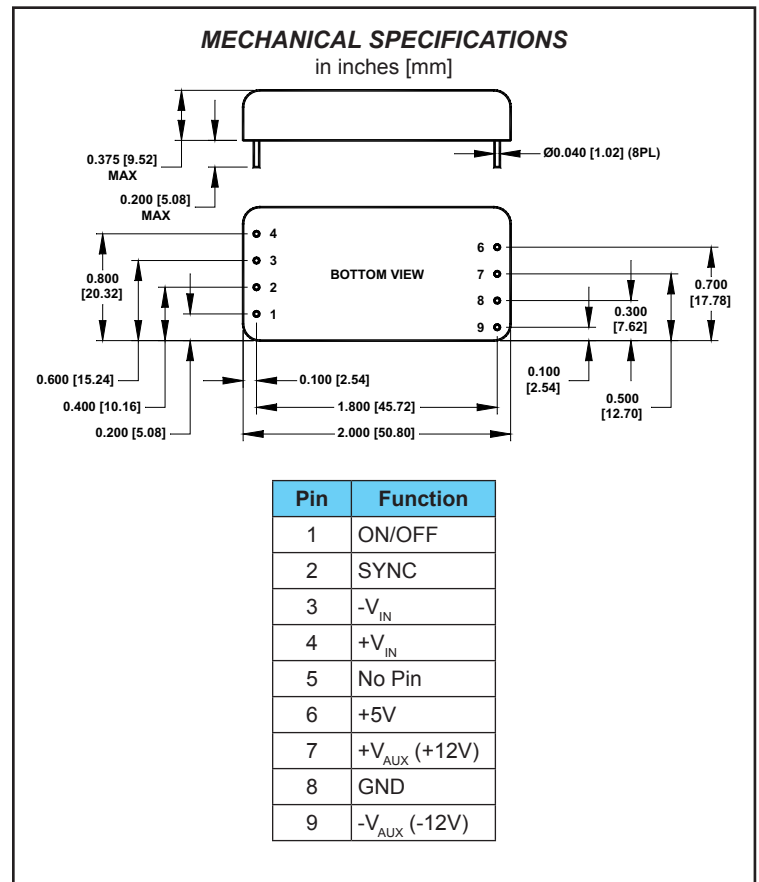 MECHANICAL SPECIFICATIONS
in inches [mm]
0.375 [9.52]
MAX
0.200 [5.08]
MAX
Ø0.040 [1.02] (8PL)
4
3
2
1
BOTTOM VIEW
6
7
8
9
0.800
[20.32]
0.700
[17.78]
0.300
[7.62]
0.600 [15.24]
0.400 [10.16]
0.200 [5.08]
0.100 [2.54]
1.800 [45.72]
2.000 [50.80]
0.100
[2.54]
0.500
[12.70]
Pin Function
1 ON/OFF
2 SYNC
3 -VIN
4 +VIN
5 No Pin
6 +5V
7 +VAUX (+12V)
8 GND
9 -VAUX (-12V)